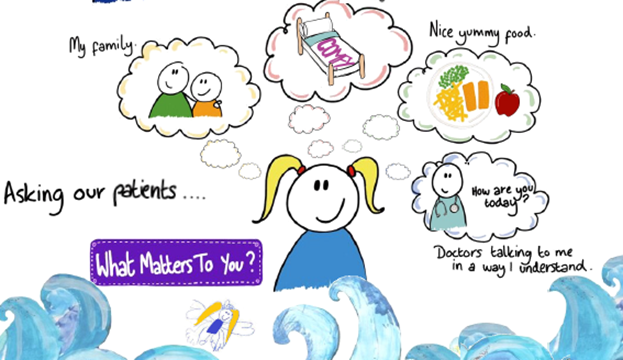 My family.
COMFY
Nice yummy food.
How are you
today?
Asking our patients ....
What Matters To You?
Doctors talking to me
in a way I understand.